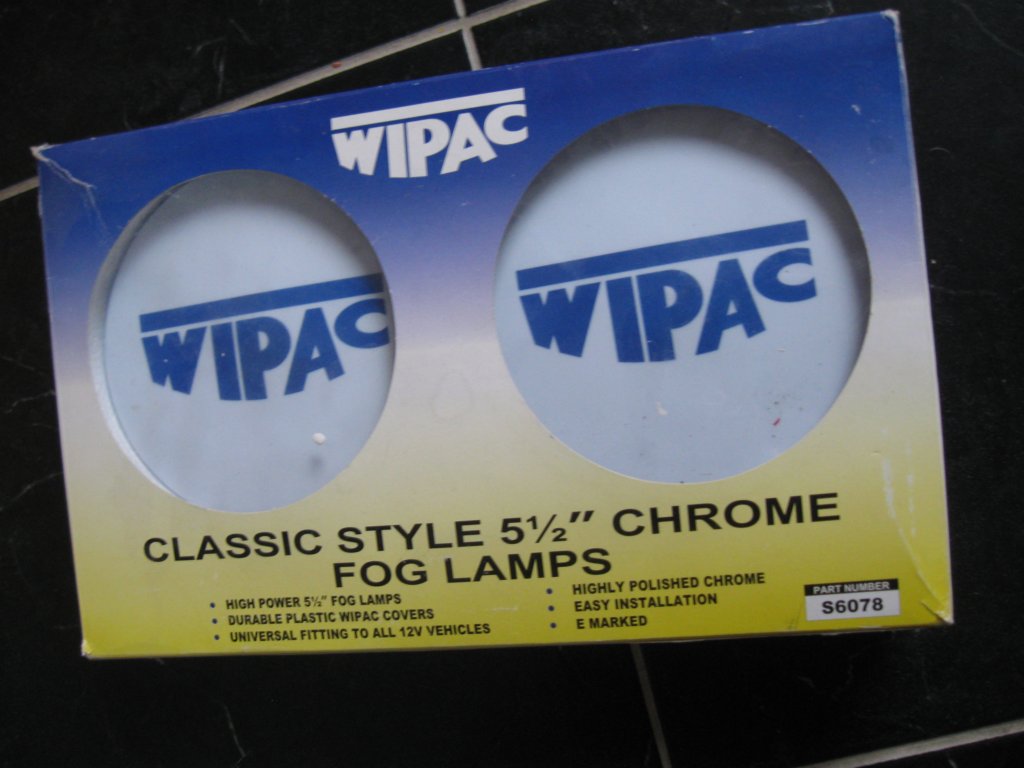 WIPAC
WIPAC
WIPAC
CLASSIC STYLE 5½" CHROME
FOG LAMPS
• HIGH POWER 5½" FOG LAMPS
• DURABLE PLASTIC WIPAC COVERS
• UNIVERSAL FITTING TO ALL 12V VEHICLES
• HIGHLY POLISHED CHROME
• EASY INSTALLATION
• E MARKED
PART NUMBER
S6078